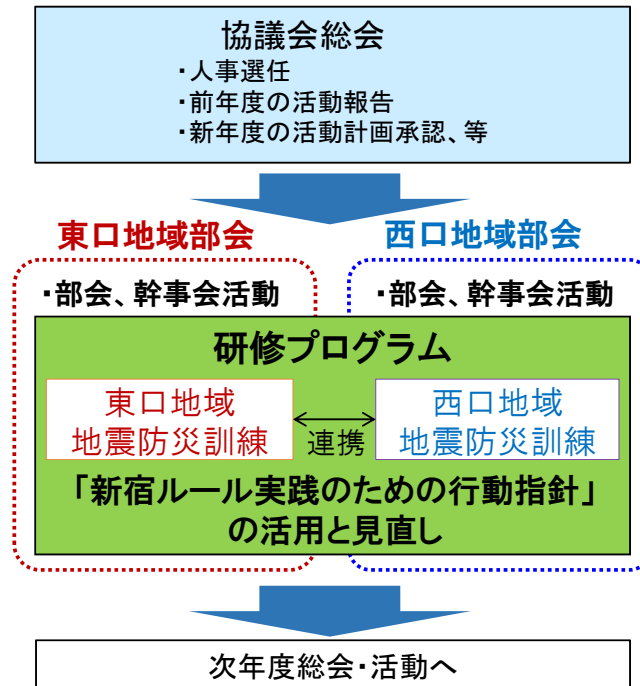 協議会総会
・人事選任
・前年度の活動報告
・新年度の活動計画承認、等
東口地域部会
西口地域部会
・部会、幹事会活動
・部会、幹事会活動
研修プログラム
東口地域
地震防災訓練
連携
西口地域
地震防災訓練
「新宿ルール実践のための行動指針」
の活用と見直し
次年度総会・活動へ